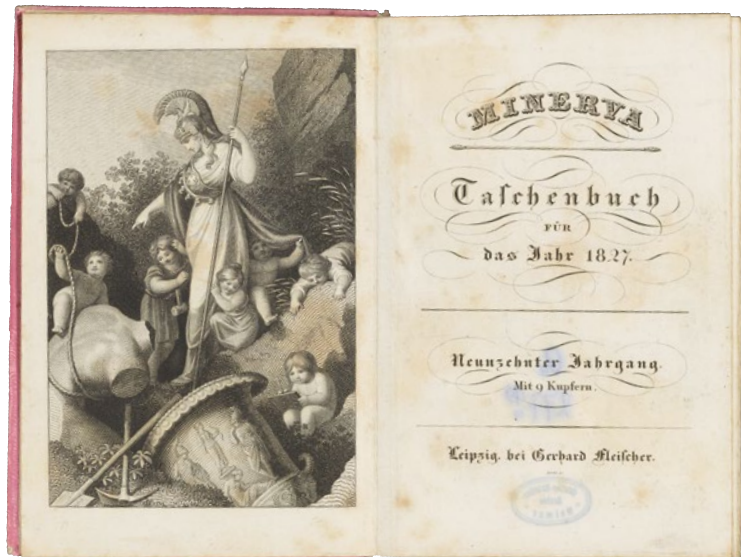 MINERVA
Taschenbuch
FÜR
das Jahr 1827.
Neunzehnter Jahrgang.
Mit 9 Kupfern.
Leipzig, bei Gerhard Fleischer.